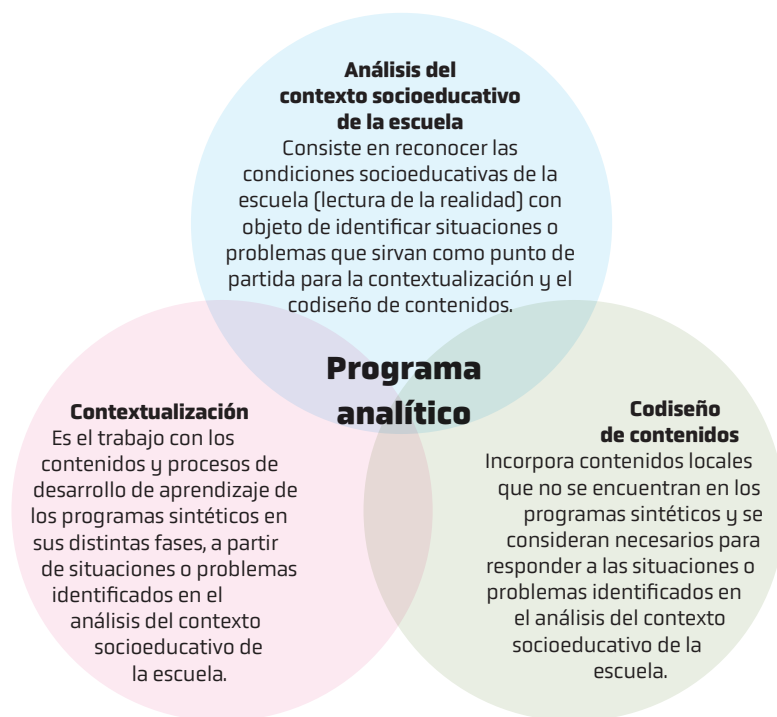 Análisis del
contexto socioeducativo
de la escuela
Consiste en reconocer las
condiciones socioeducativas de la
escuela (lectura de la realidad) con
objeto de identificar situaciones o
problemas que sirvan como punto de
partida para la contextualización y el
codiseño de contenidos.
Programa
analítico
Contextualización
Es el trabajo con los
contenidos y procesos de
desarrollo de aprendizaje de
los programas sintéticos en
sus distintas fases, a partir
de situaciones o problemas
identificados en el
análisis del contexto
socioeducativo de
la escuela.
Codiseño
de contenidos
Incorpora contenidos locales
que no se encuentran en los
programas sintéticos y se
consideran necesarios para
responder a las situaciones o
problemas identificados en
el análisis del contexto
socioeducativo de la
escuela.